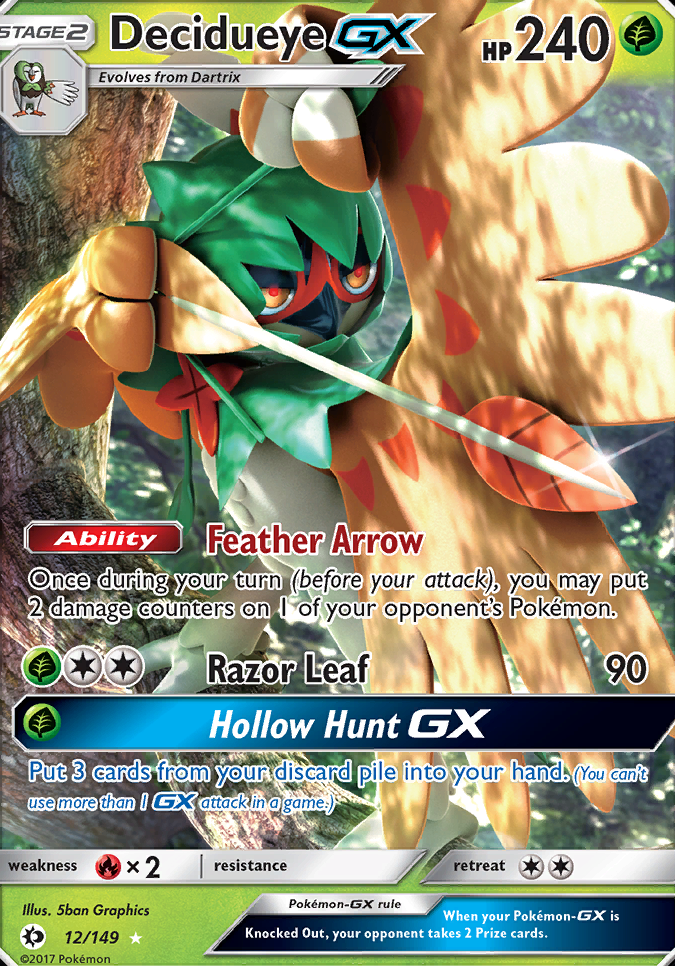 STAGE 2
Decidueye GX
HP 240
Evolves from Dartrix
Ability Feather Arrow
Once during your turn (before your attack), you may put
2 damage counters on 1 of your opponent's Pokémon.
Razor Leaf 90
Hollow Hunt GX
Put 3 cards from your discard pile into your hand. (You can't
use more than 1 GX attack in a game.)
weakness ×2 resistance retreat
Illus. 5ban Graphics
12/149
©2017 Pokémon
Pokémon-GX rule
When your Pokémon-GX is
Knocked Out, your opponent takes 2 Prize cards.